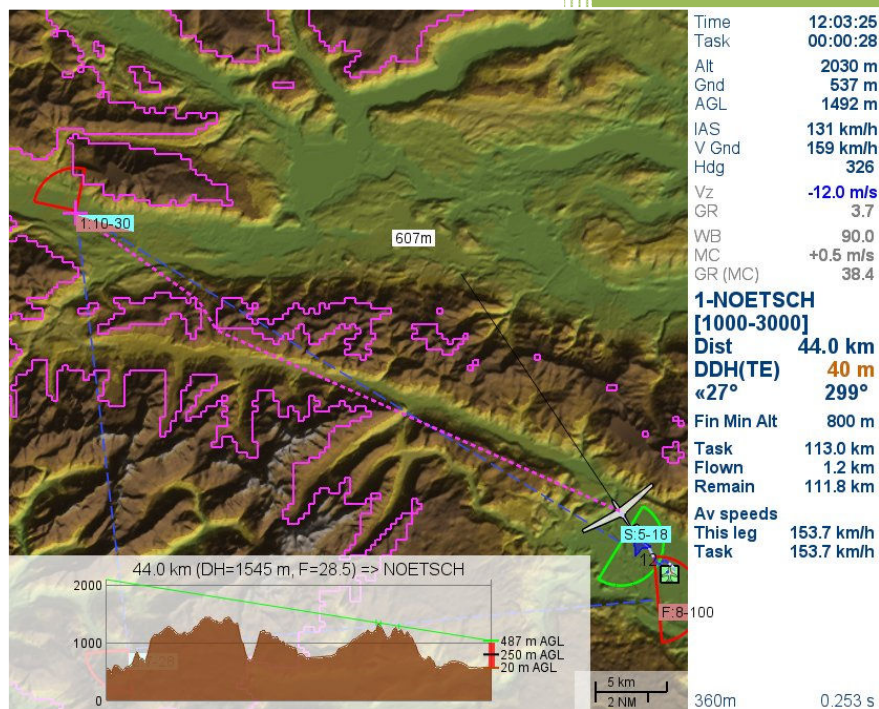 Time 12:03:25
Task 00:00:28
Alt 2030 m
Gnd 537 m
AGL 1492 m
IAS 131 km/h
V Gnd 159 km/h
Hdg 326
Vz -12.0 m/s
GR 3.7
WB 90.0
MC +0.5 m/s
GR (MC) 38.4
1-NOETSCH
[1000-3000]
Dist 44.0 km
DDH(TE) 40 m
«27° 299°
Fin Min Alt 800 m
Task 113.0 km
Flown 1.2 km
Remain 111.8 km
Av speeds
This leg 153.7 km/h
Task 153.7 km/h
360m 0.253 s
1:10-30
607m
S:5-18
F:8-100
44.0 km (DH=1545 m, F=28.5) => NOETSCH
2000
1000
0
487 m AGL
250 m AGL
20 m AGL
5 km
2 NM